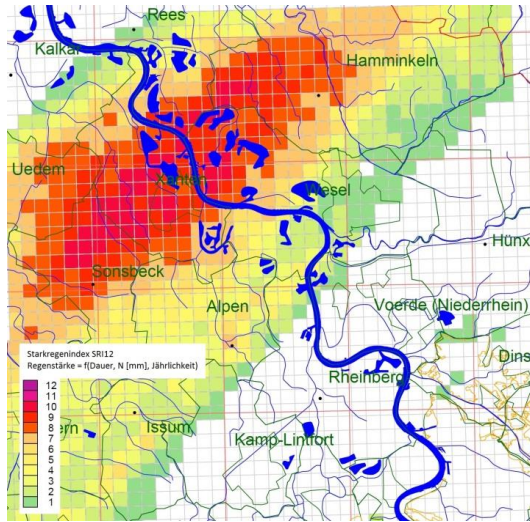 Rees
Kalkar
Hamminkeln
Uedem
Xanten
Wesel
Hünx
Sonsbeck
Alpen
Voerde (Niederrhein)
Starkregenindex SRI12
Regenstärke = f(Dauer, N [mm], Jährlichkeit)
Dins
12
11
10
9
8
7
6
5
4
3
2
1
Rheinberg
ern
Issum
Kamp-Lintfort